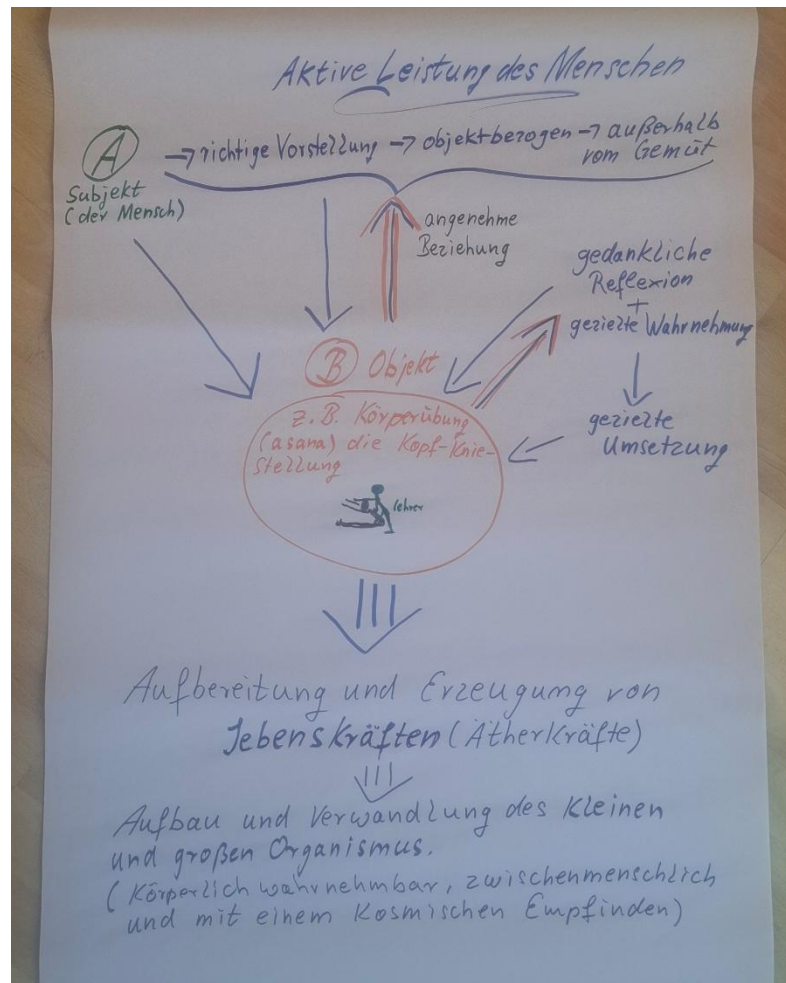 Aktive Leistung des Menschen
A → richtige Vorstellung → objektbezogen → außerhalb
vom Gemüt
Subjekt
(der Mensch)
angenehme
Beziehung
gedankliche
Reflexion
+
gezielte Wahrnehmung
gezielte
Umsetzung
B Objekt
z. B. Körperübung
(asana) die Kopf-Knie-
Stellung
Aufbereitung und Erzeugung von
Lebenskräften (Ätherkräfte)
Aufbau und Verwandlung des kleinen
und großen Organismus.
(Körperlich wahrnehmbar, zwischenmenschlich
und mit einem kosmischen Empfinden)